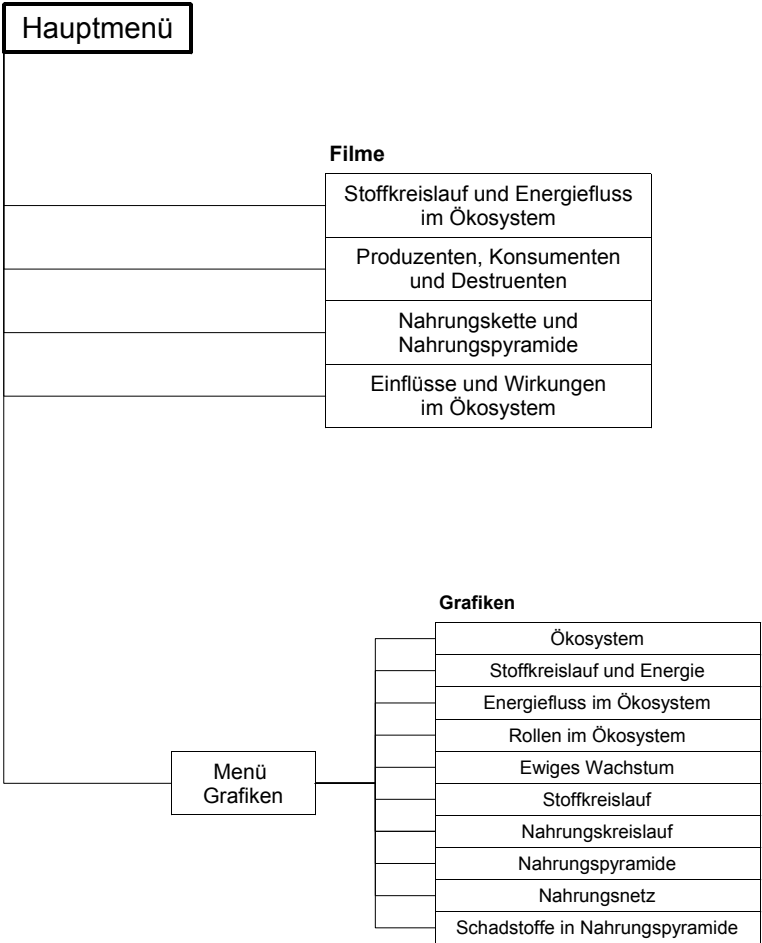 Hauptmenü
Filme
Stoffkreislauf und Energiefluss
im Ökosystem
Produzenten, Konsumenten
und Destruenten
Nahrungskette und
Nahrungspyramide
Einflüsse und Wirkungen
im Ökosystem
Grafiken
Ökosystem
Stoffkreislauf und Energie
Energiefluss im Ökosystem
Rollen im Ökosystem
Menü
Grafiken
Ewiges Wachstum
Stoffkreislauf
Nahrungskreislauf
Nahrungspyramide
Nahrungsnetz
Schadstoffe in Nahrungspyramide